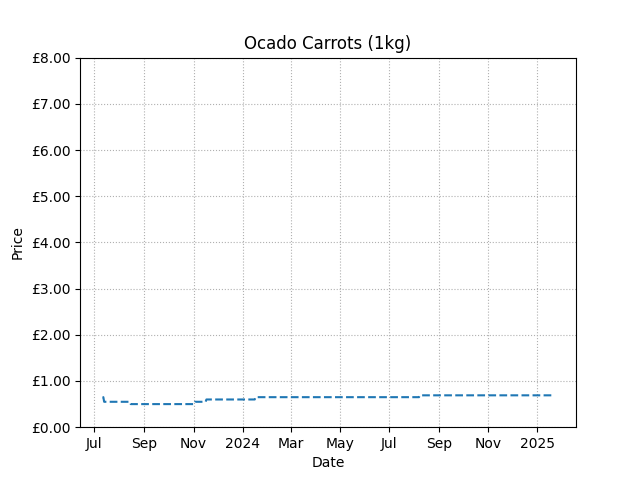 Ocado Carrots (1kg)
£8.00
£7.00
£6.00
£5.00
£4.00
£3.00
£2.00
£1.00
£0.00
Price
Jul Sep Nov 2024 Mar May Jul Sep Nov 2025
Date